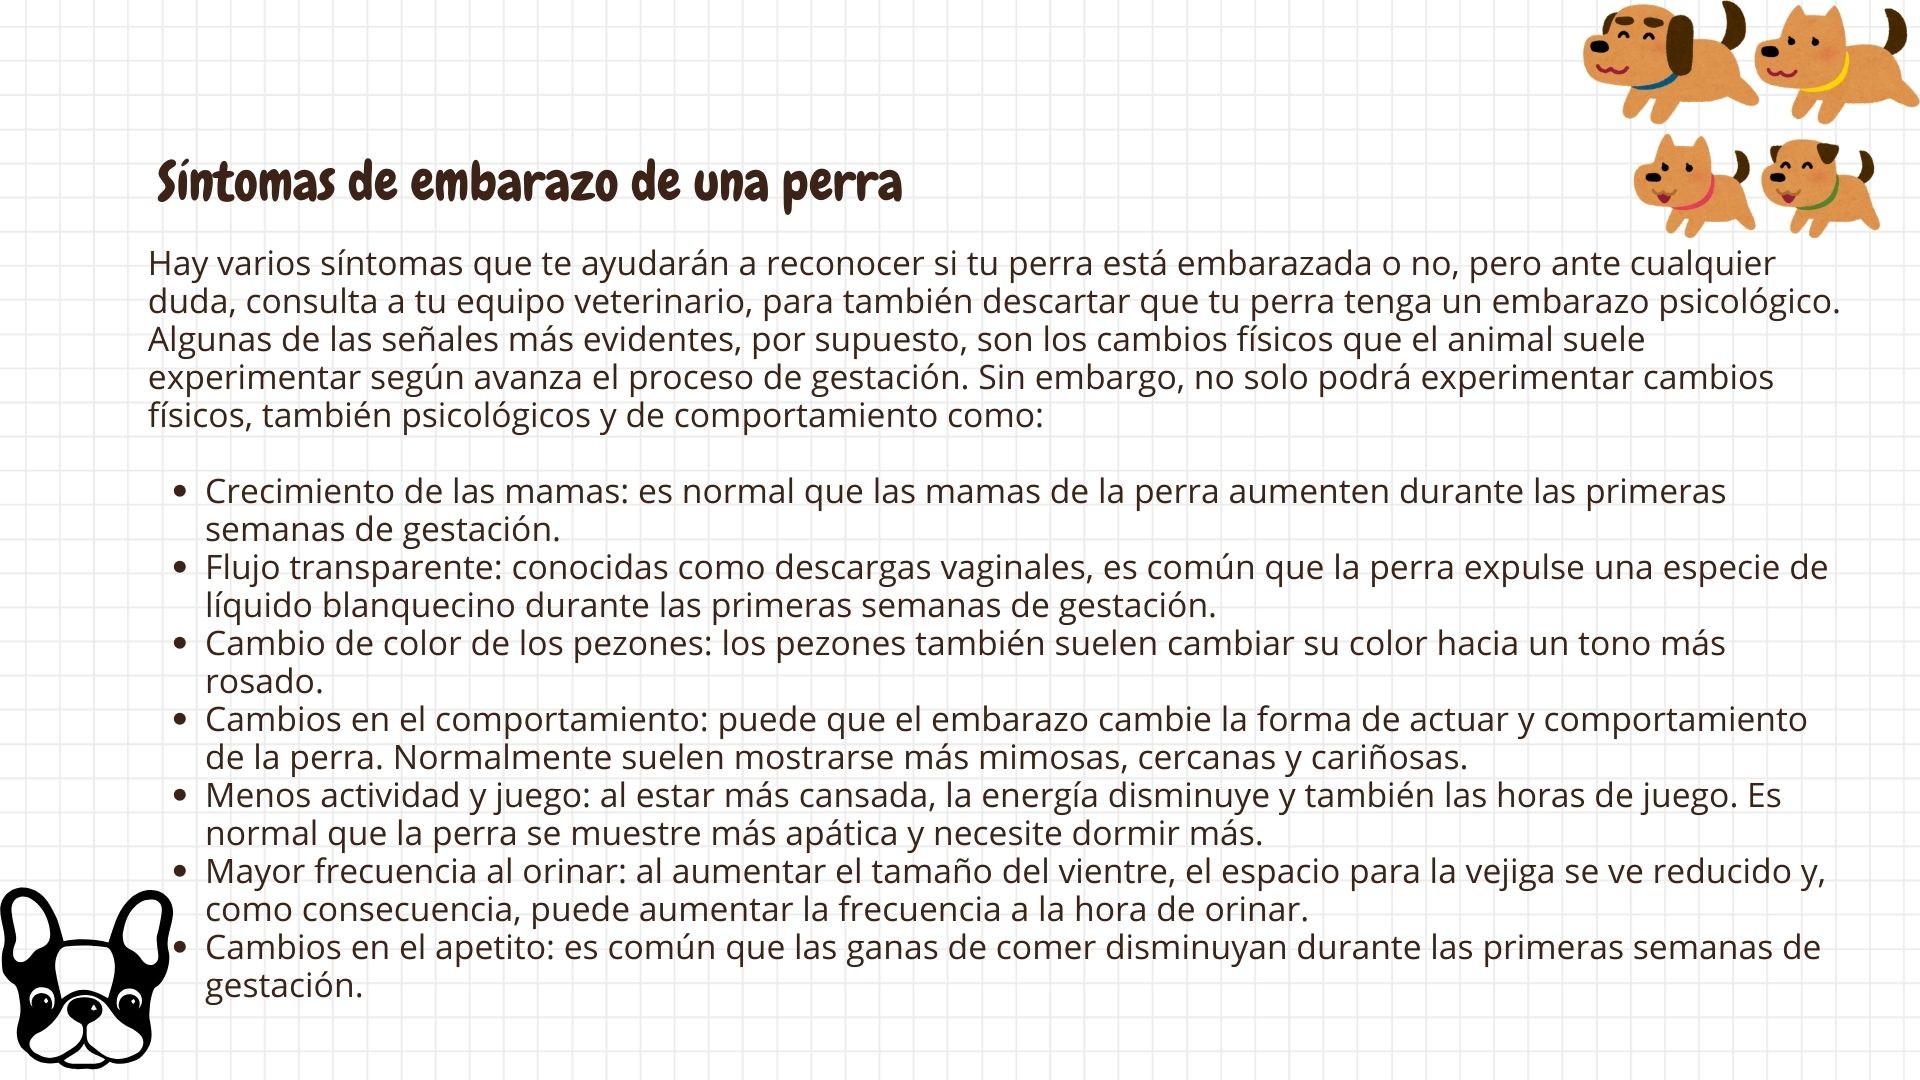 Síntomas de embarazo de una perra
Hay varios síntomas que te ayudarán a reconocer si tu perra está embarazada o no, pero ante cualquier
duda, consulta a tu equipo veterinario, para también descartar que tu perra tenga un embarazo psicológico.
Algunas de las señales más evidentes, por supuesto, son los cambios físicos que el animal suele
experimentar según avanza el proceso de gestación. Sin embargo, no solo podrá experimentar cambios
físicos, también psicológicos y de comportamiento como:
• Crecimiento de las mamas: es normal que las mamas de la perra aumenten durante las primeras
semanas de gestación.
• Flujo transparente: conocidas como descargas vaginales, es común que la perra expulse una especie de
líquido blanquecino durante las primeras semanas de gestación.
• Cambio de color de los pezones: los pezones también suelen cambiar su color hacia un tono más
rosado.
• Cambios en el comportamiento: puede que el embarazo cambie la forma de actuar y comportamiento
de la perra. Normalmente suelen mostrarse más mimosas, cercanas y cariñosas.
• Menos actividad y juego: al estar más cansada, la energía disminuye y también las horas de juego. Es
normal que la perra se muestre más apática y necesite dormir más.
• Mayor frecuencia al orinar: al aumentar el tamaño del vientre, el espacio para la vejiga se ve reducido y,
como consecuencia, puede aumentar la frecuencia a la hora de orinar.
• Cambios en el apetito: es común que las ganas de comer disminuyan durante las primeras semanas de
gestación.